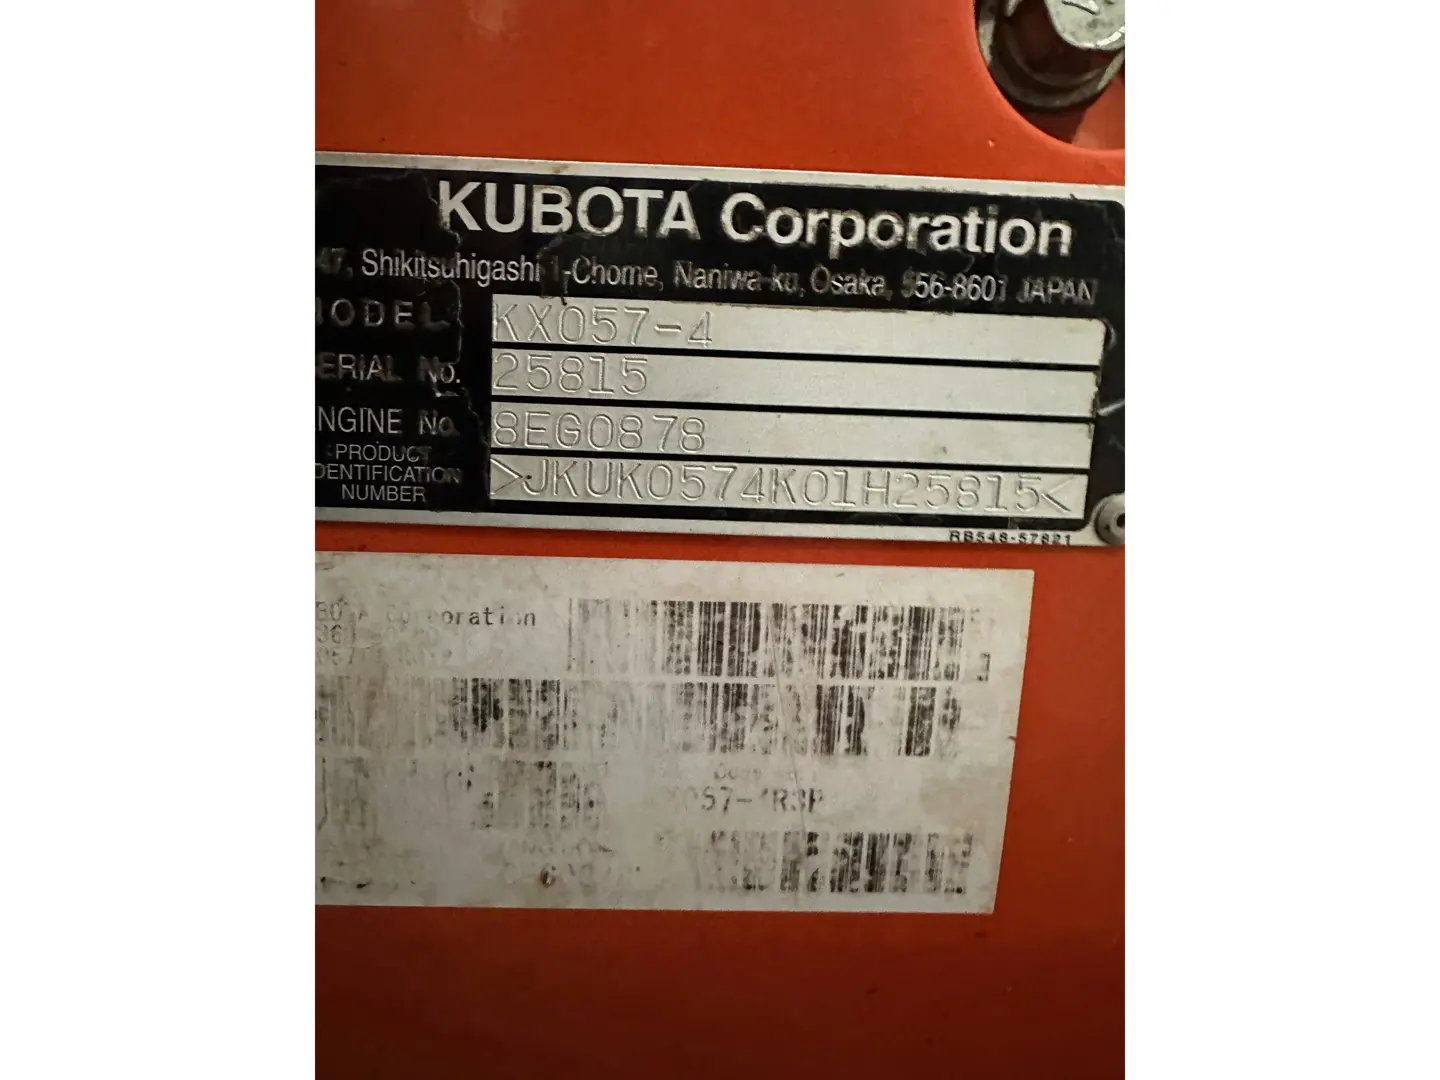 KUBOTA Corporation
47, Shikitsuhigashi 1-Chome, Naniwa-ku, Osaka, 556-8601 JAPAN
MODEL KX057-4
SERIAL No. 25815
ENGINE No. 8EG0878
PRODUCT
IDENTIFICATION
NUMBER >JKUK0574K01H25815<
RB548-57821
Corporation